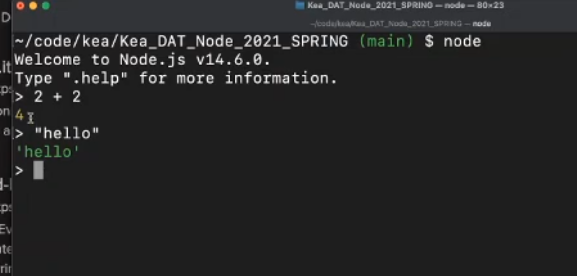 Kea_DAT_Node_2021_SPRING — node — 80×23
~/code/kea/Kea_DAT_Node_2021_SPRING — node
~/code/kea/Kea_DAT_Node_2021_SPRING (main) $ node
Welcome to Node.js v14.6.0.
Type ".help" for more information.
> 2 + 2
4
> "hello"
'hello'
>